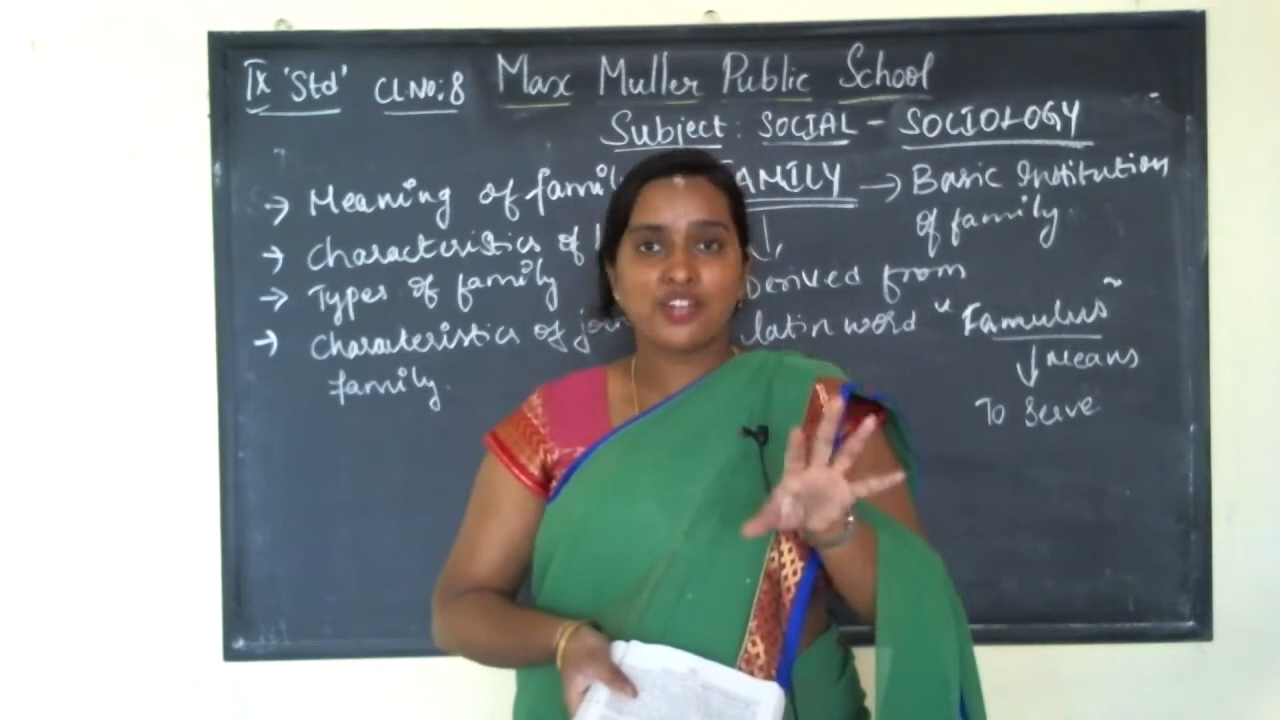 IX 'Std' Cl No: 8 Max Muller Public School
Subject: SOCIAL - SOCIOLOGY
→ Meaning of famil
AMILY → Basic Institution of family.
→ Characteristics of
→ Types of family
Derived from
→ Characteristics of join
latin word "Famulus"
family.
↓ Means
To Serve